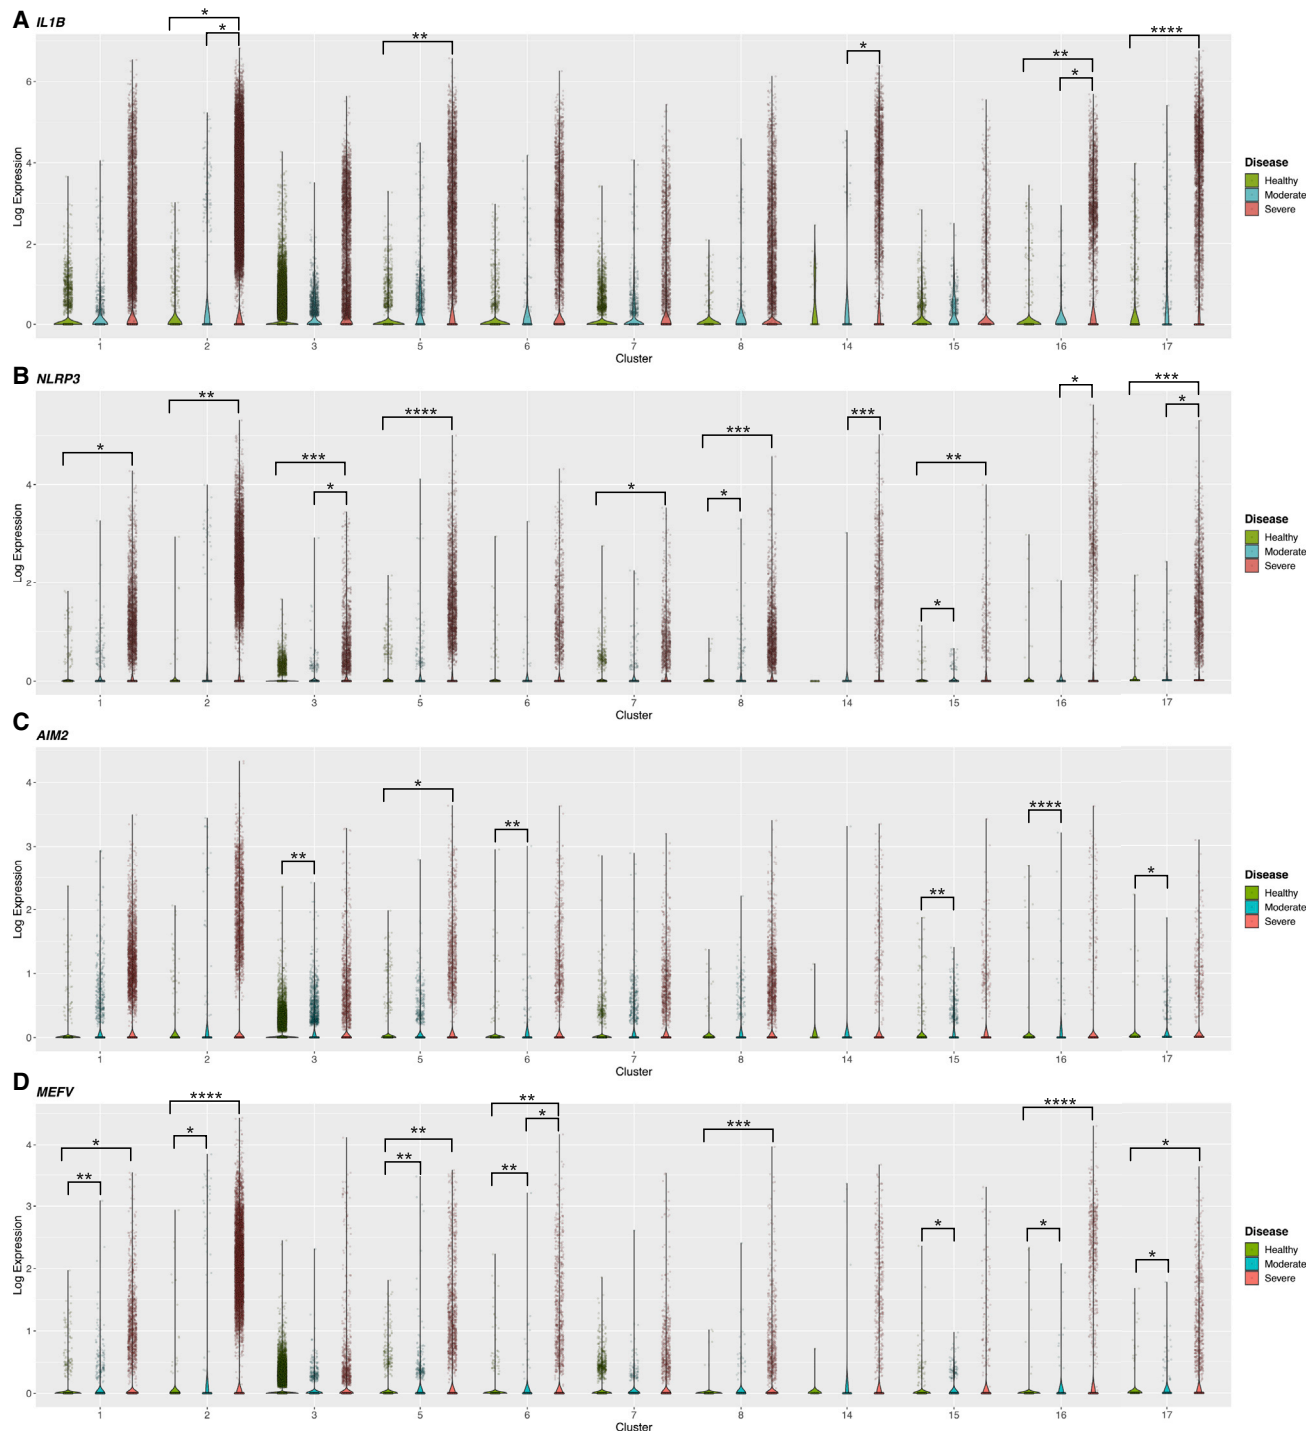 A IL1B
* * ** * ** * ****
6
4
2
0
Log Expression
1 2 3 5 6 7 8 14 15 16 17
Cluster
Disease
Healthy
Moderate
Severe
B NLRP3
* ** *** * **** * *** * *** * ** * *** *
4
2
0
Log Expression
1 2 3 5 6 7 8 14 15 16 17
Cluster
Disease
Healthy
Moderate
Severe
C AIM2
** * ** ** **** *
4
3
2
1
0
Log Expression
1 2 3 5 6 7 8 14 15 16 17
Cluster
Disease
Healthy
Moderate
Severe
D MEFV
* ** **** * ** ** ** * ** *** * **** * * *
4
3
2
1
0
Log Expression
1 2 3 5 6 7 8 14 15 16 17
Cluster
Disease
Healthy
Moderate
Severe